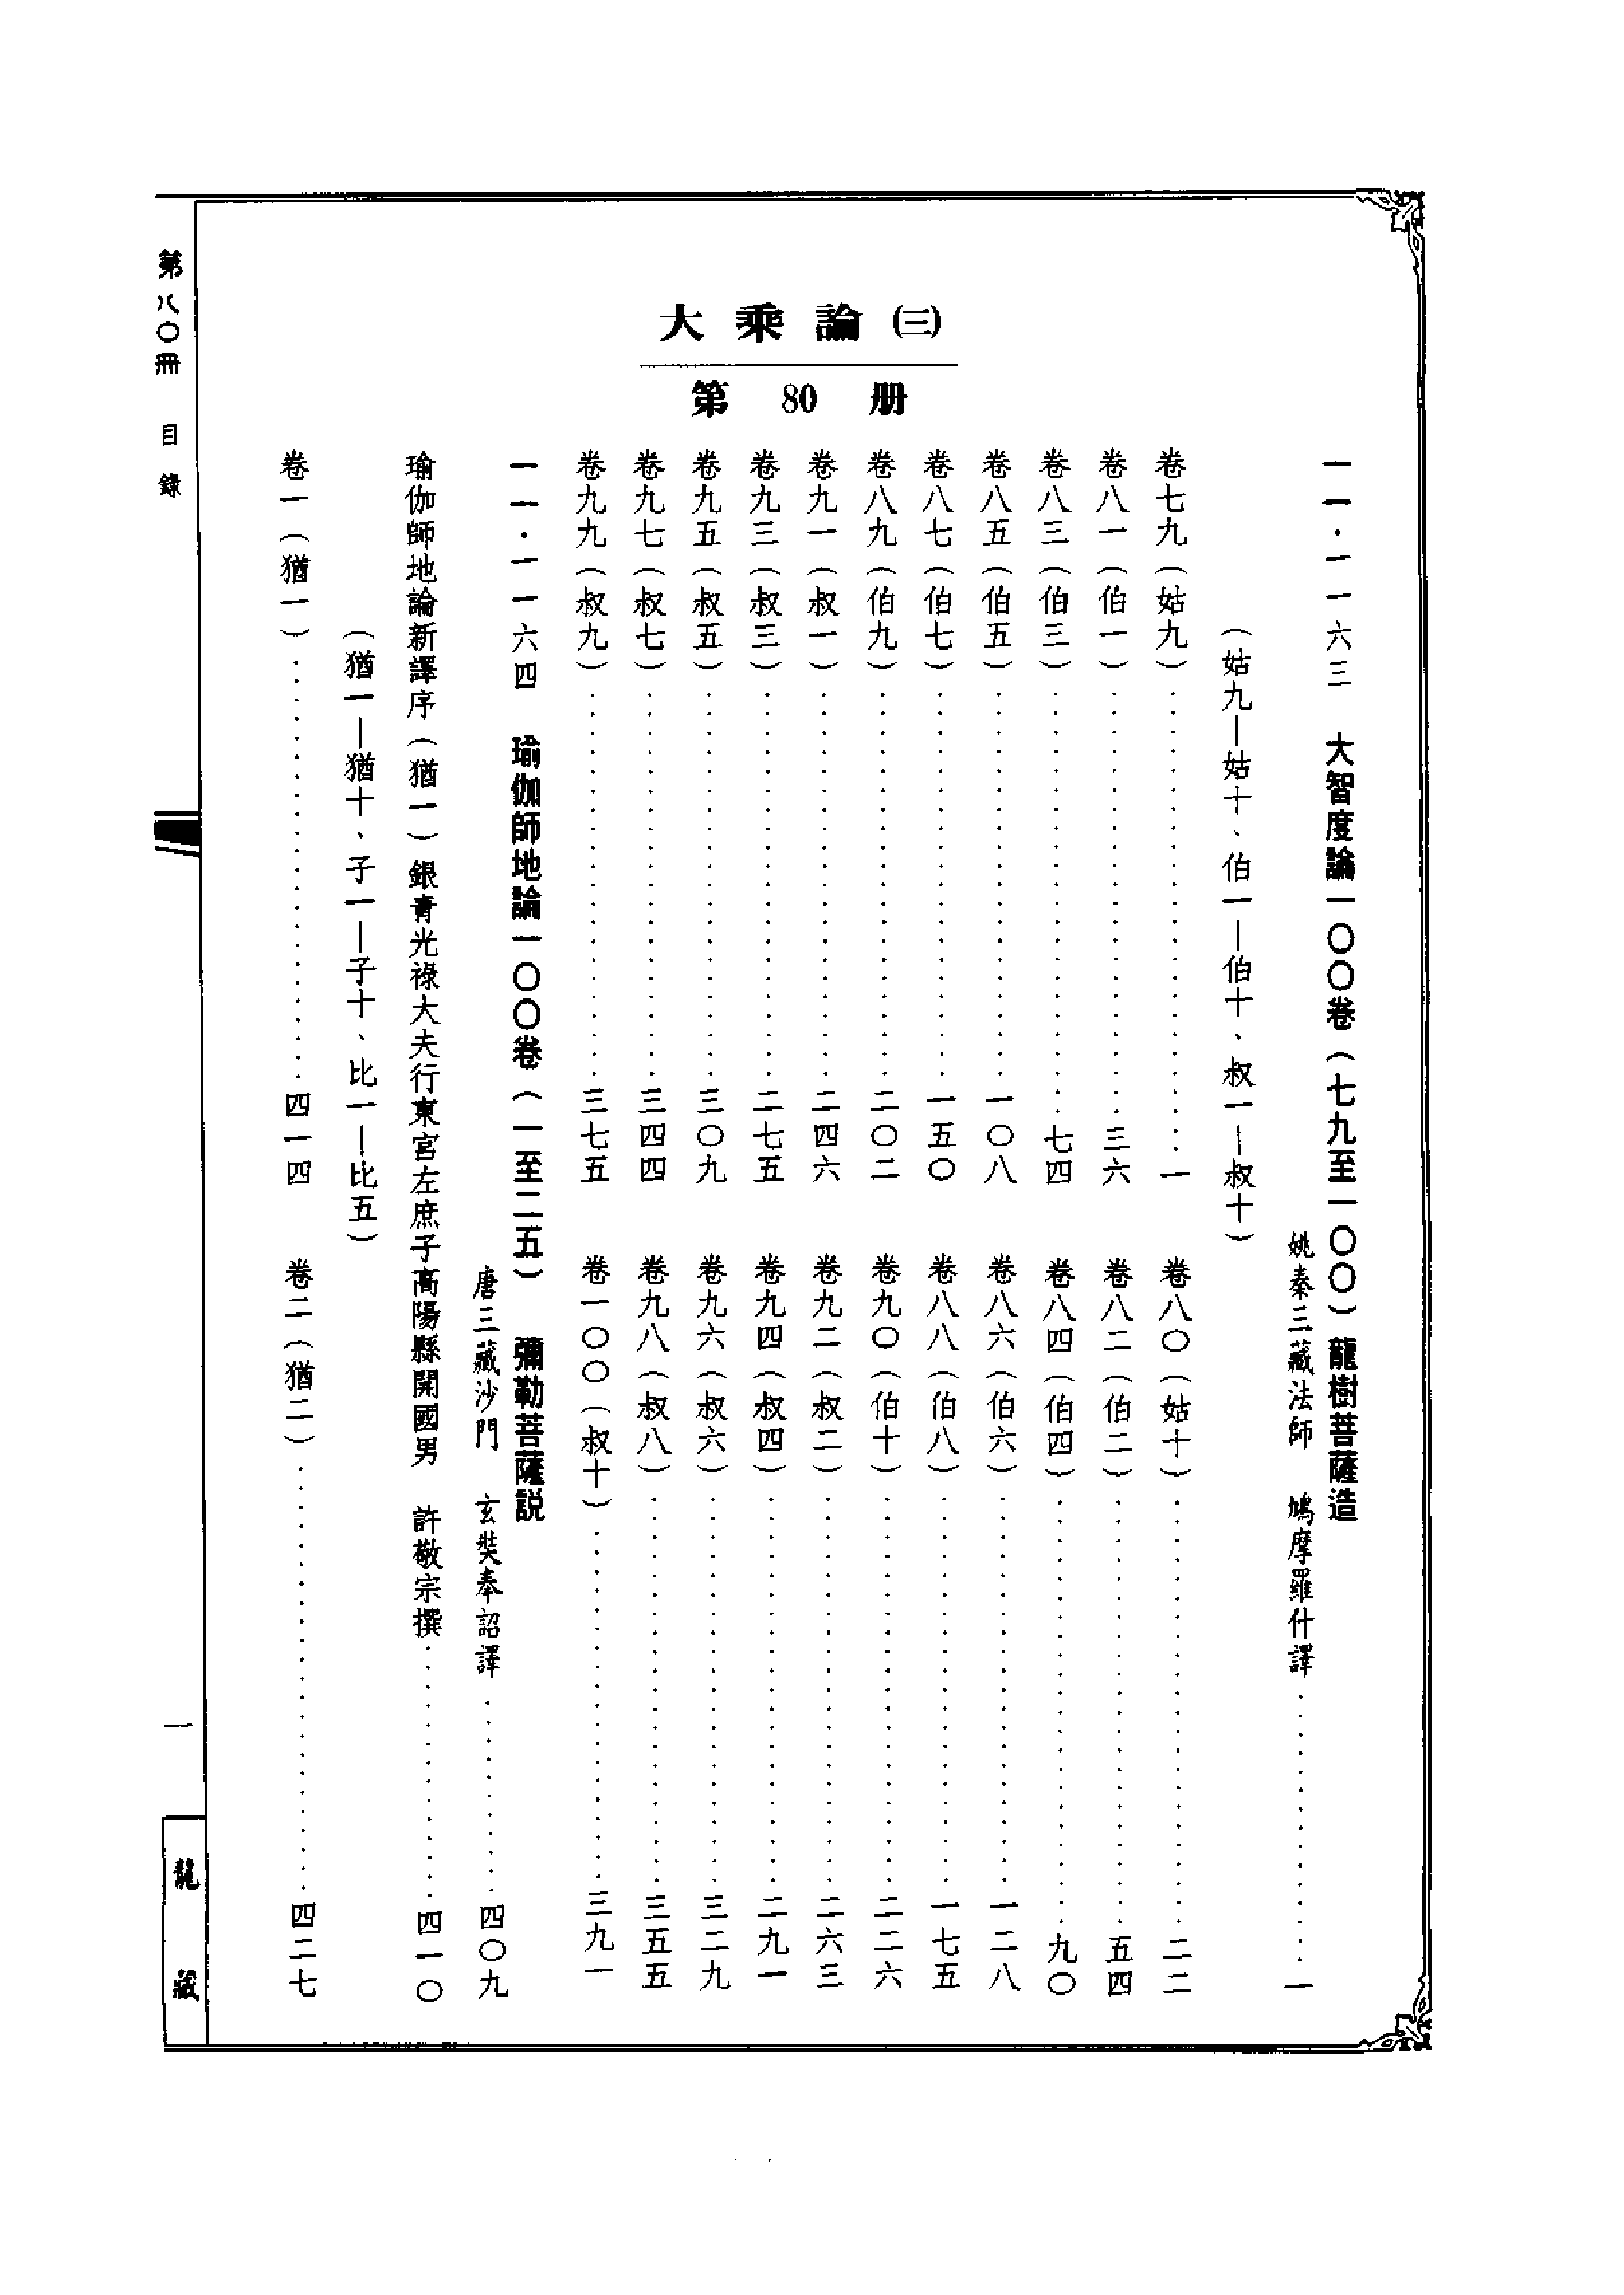 大乘論㈢
第80册
一一·一一六三　大智度論一〇〇卷（七九至一〇〇）龍樹菩薩造
姚秦三藏法師　鳩摩羅什譯……………一
（姑九—姑十、伯一—伯十、叔一—叔十）
卷七九（姑九）……………一　卷八〇（姑十）……………二二
卷八一（伯一）……………三六　卷八二（伯二）……………五四
卷八三（伯三）……………七四　卷八四（伯四）……………九〇
卷八五（伯五）……………一〇八　卷八六（伯六）……………一二八
卷八七（伯七）……………一五〇　卷八八（伯八）……………一七五
卷八九（伯九）……………二〇二　卷九〇（伯十）……………二二六
卷九一（叔一）……………二四六　卷九二（叔二）……………二六三
卷九三（叔三）……………二七五　卷九四（叔四）……………二九一
卷九五（叔五）……………三〇九　卷九六（叔六）……………三二九
卷九七（叔七）……………三四四　卷九八（叔八）……………三五五
卷九九（叔九）……………三七五　卷一〇〇（叔十）……………三九一
一一·一一六四　瑜伽師地論一〇〇卷（一至二五）　彌勒菩薩説
唐三藏沙門　玄奘奉詔譯……………四〇九
瑜伽師地論新譯序（猶一）銀青光祿大夫行東宮左庶子高陽縣開國男　許敬宗撰……………四一〇
（猶一—猶十、子一—子十、比一—比五）
卷一（猶一）……………四一四　卷二（猶二）……………四二七
第八〇冊　目錄
一
龍藏